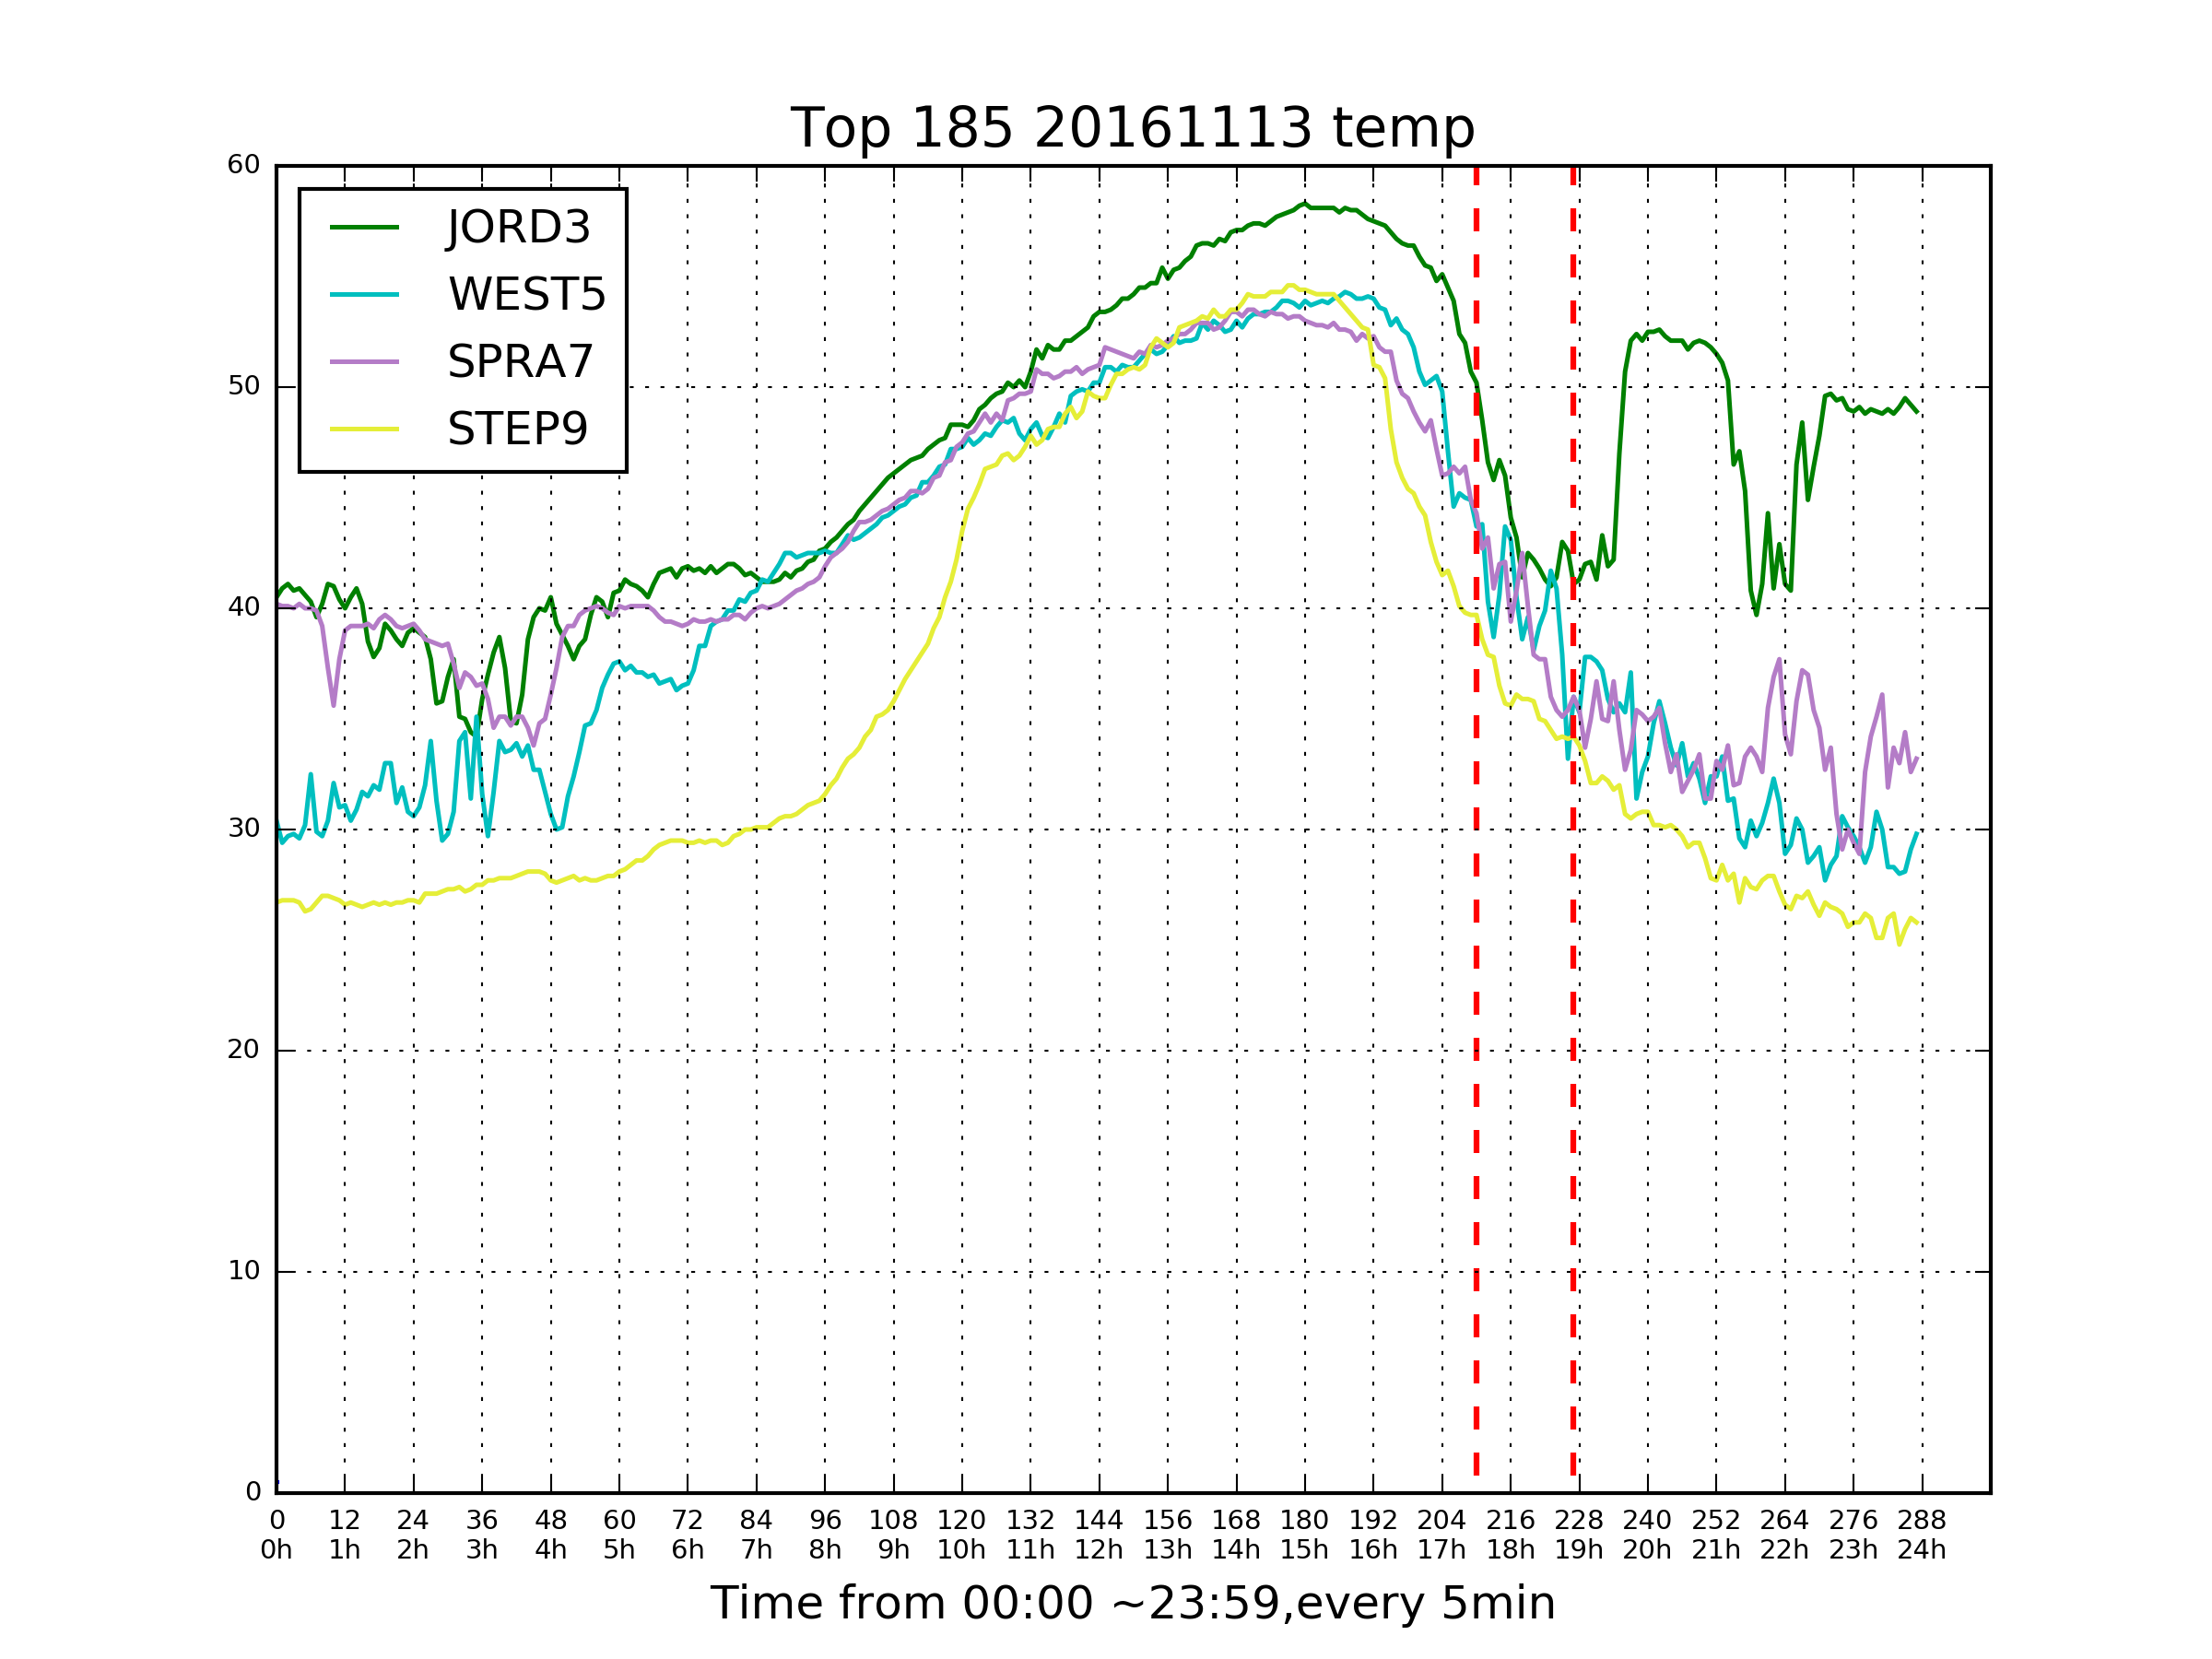 Top 185 20161113 temp
60
50
40
30
20
10
0
JORD3
WEST5
SPRA7
STEP9
0 12 24 36 48 60 72 84 96 108 120 132 144 156 168 180 192 204 216 228 240 252 264 276 288
0h 1h 2h 3h 4h 5h 6h 7h 8h 9h 10h 11h 12h 13h 14h 15h 16h 17h 18h 19h 20h 21h 22h 23h 24h
Time from 00:00 ~23:59,every 5min